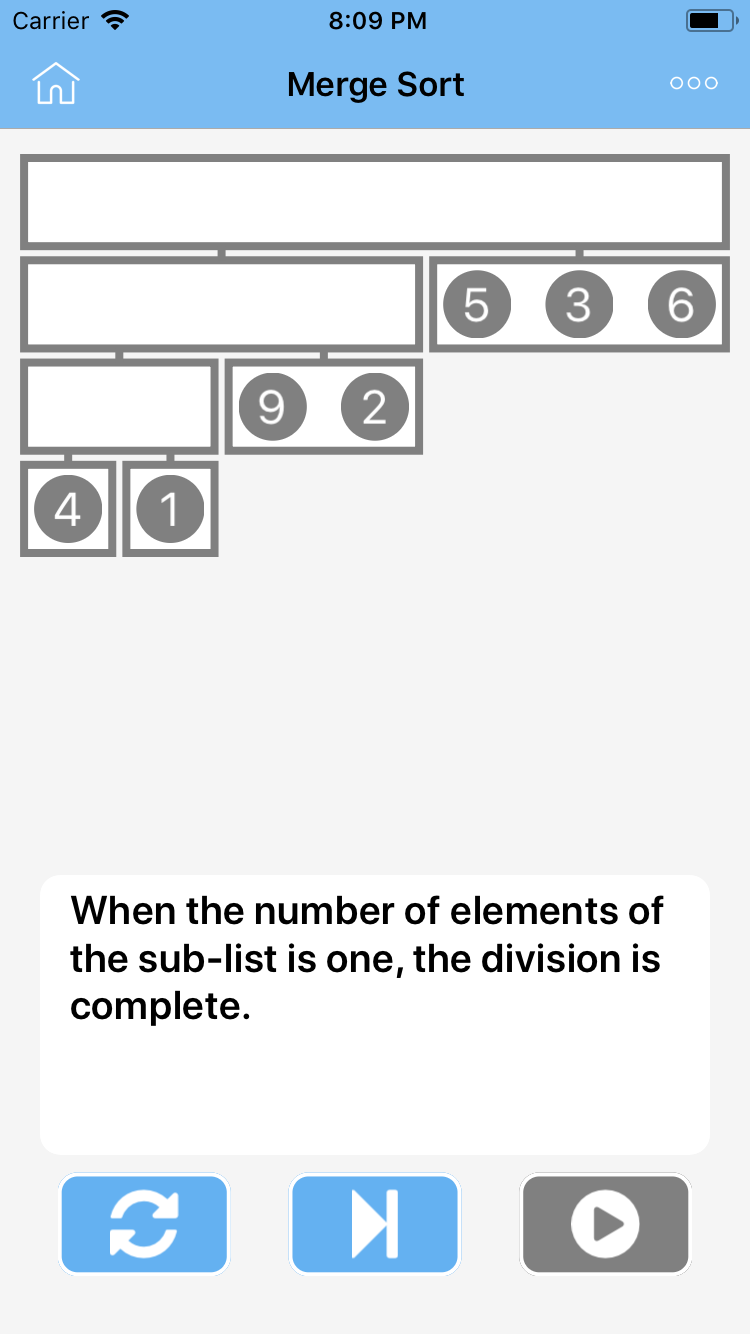 Carrier 8:09 PM
Merge Sort
5 3 6
9 2
4 1
When the number of elements of
the sub-list is one, the division is
complete.